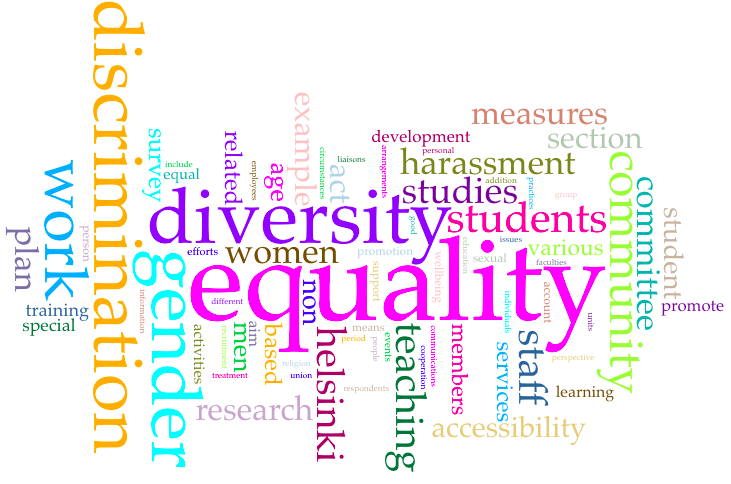 discrimination
example
measures
development
section
survey
include
equal
related
employees
age
circumstances
liaisons
act
arrangements
personal
harassment
studies
addition
practices
group
community
committee
student
work
plan
person
training
special
diversity
students
good
issues
various
efforts
women
promotion
sexual
education
faculties
wellbeing
support
gender
equality
different
non
information
individuals
account
units
promote
activities
recruitment
men
aim
based
religion
union
treatment
helsinki
means
period
people
events
respondents
teaching
communications
cooperation
members
services
staff
perspective
learning
research
accessibility